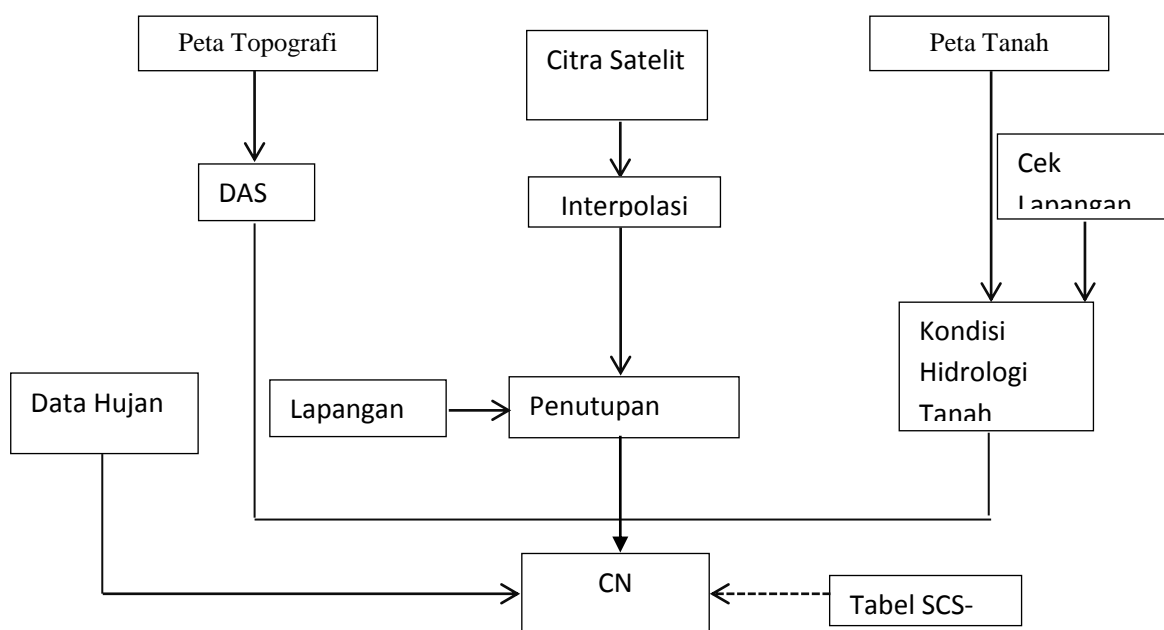 Peta Topografi
Citra Satelit
Peta Tanah
Cek
Lapangan
DAS
Interpolasi
Kondisi
Hidrologi
Tanah
Data Hujan
Lapangan
Penutupan
CN
Tabel SCS-